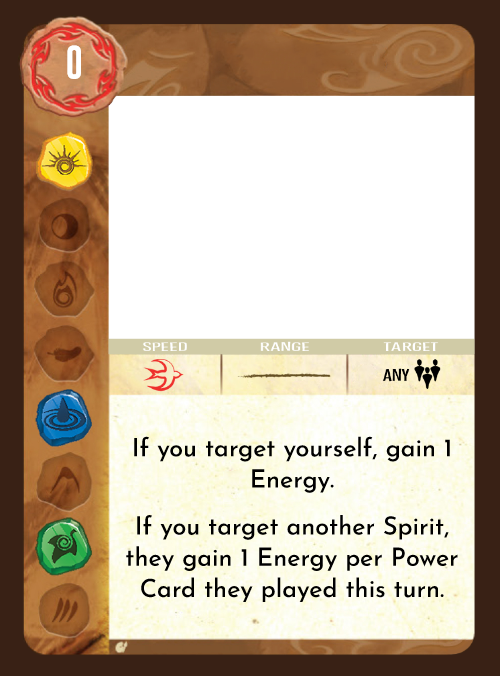 0
SPEED RANGE TARGET
ANY
If you target yourself, gain 1
Energy.
If you target another Spirit,
they gain 1 Energy per Power
Card they played this turn.